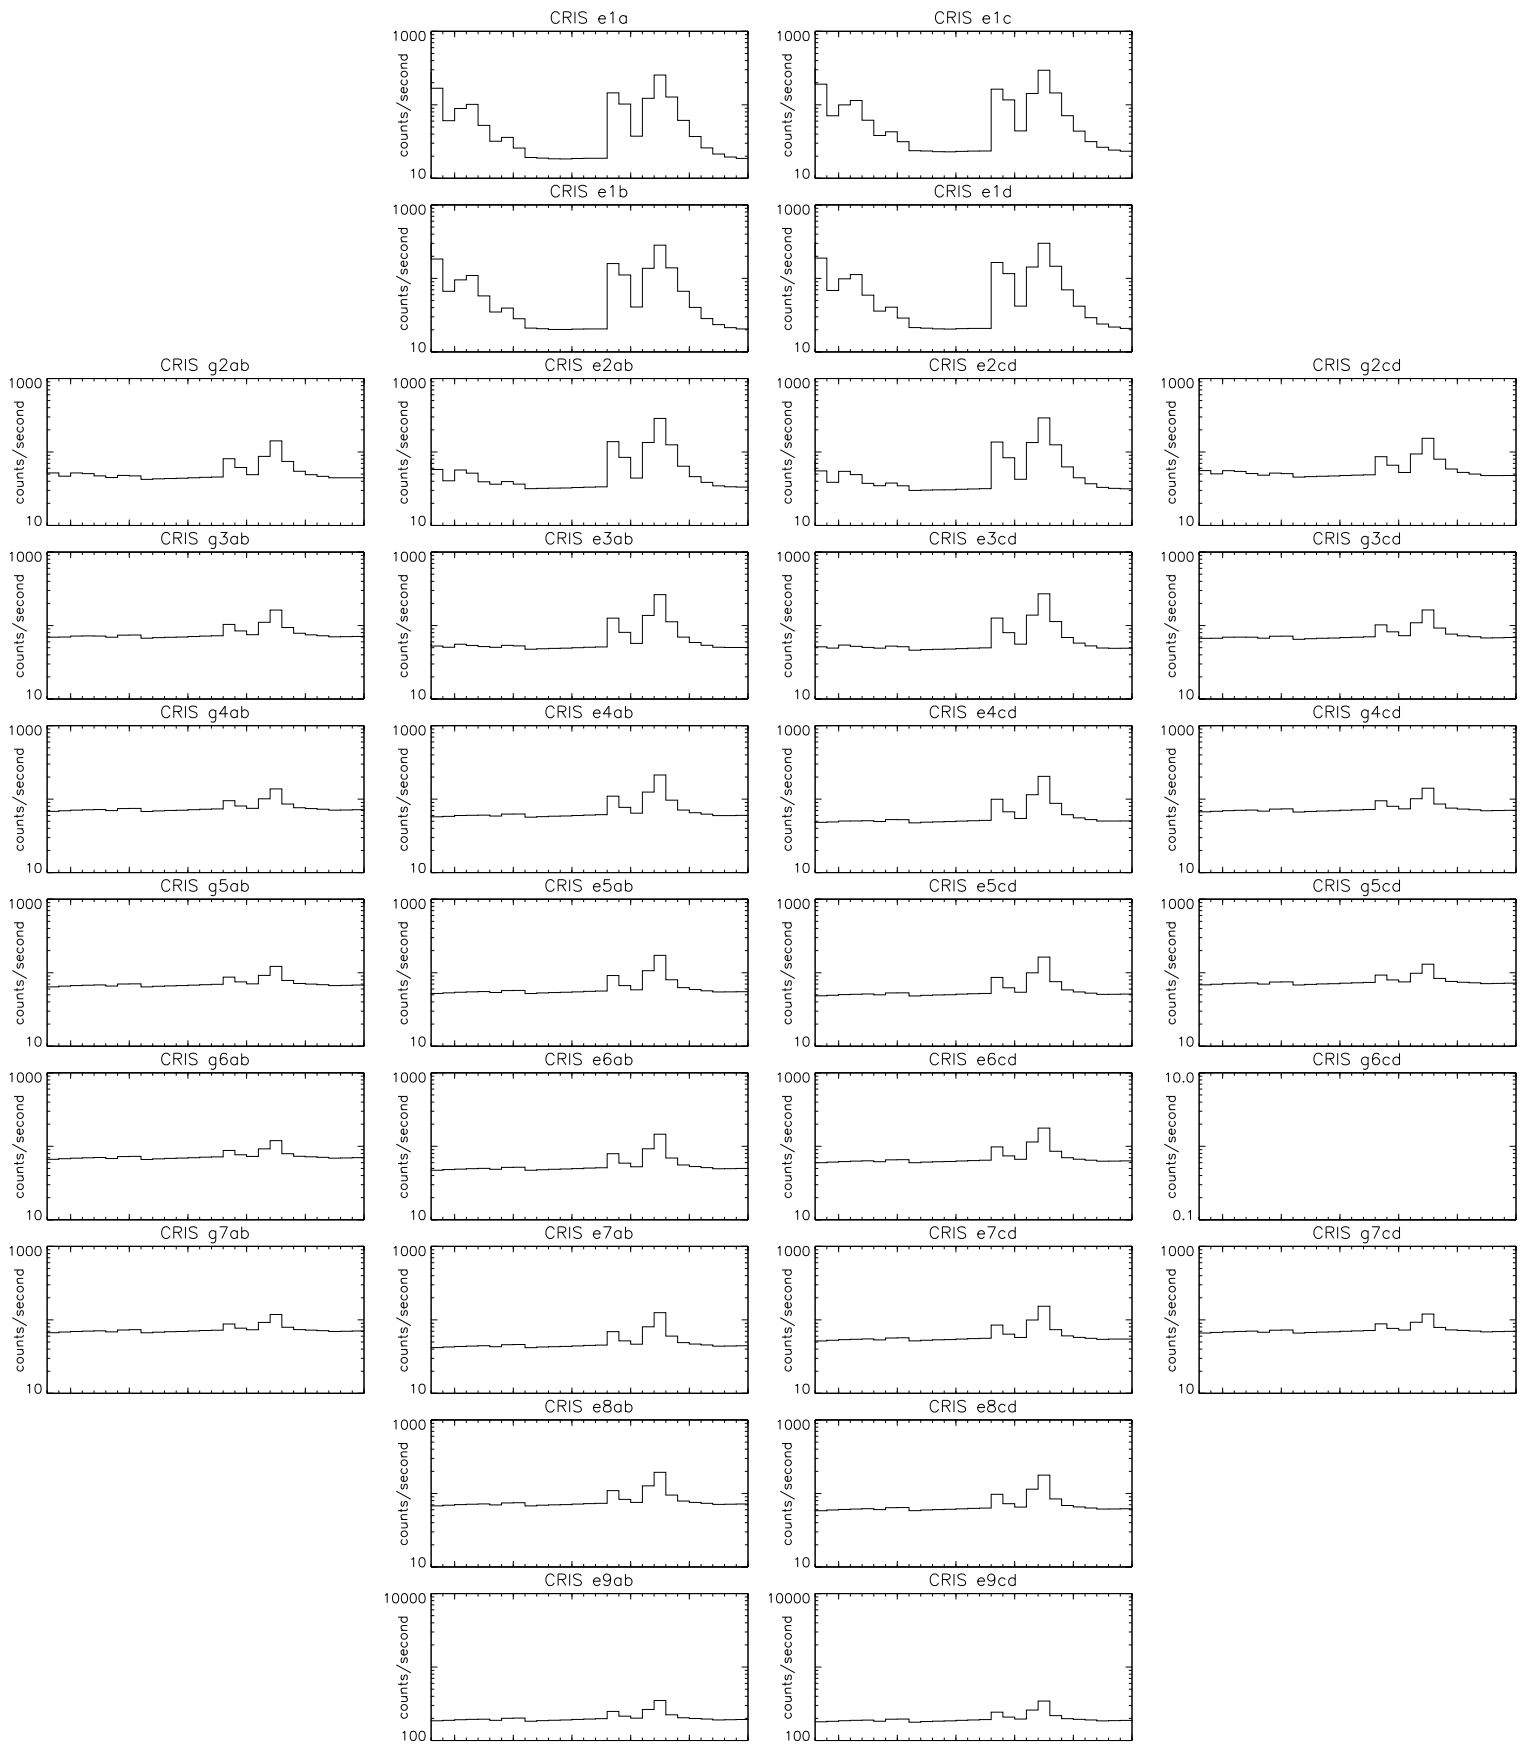 CRIS e1a
1000
counts/second
10
CRIS e1c
1000
counts/second
10
CRIS e1b
1000
counts/second
10
CRIS e1d
1000
counts/second
10
CRIS g2ab
1000
counts/second
10
CRIS e2ab
1000
counts/second
10
CRIS e2cd
1000
counts/second
10
CRIS g2cd
1000
counts/second
10
CRIS g3ab
1000
counts/second
10
CRIS e3ab
1000
counts/second
10
CRIS e3cd
1000
counts/second
10
CRIS g3cd
1000
counts/second
10
CRIS g4ab
1000
counts/second
10
CRIS e4ab
1000
counts/second
10
CRIS e4cd
1000
counts/second
10
CRIS g4cd
1000
counts/second
10
CRIS g5ab
1000
counts/second
10
CRIS e5ab
1000
counts/second
10
CRIS e5cd
1000
counts/second
10
CRIS g5cd
1000
counts/second
10
CRIS g6ab
1000
counts/second
10
CRIS e6ab
1000
counts/second
10
CRIS e6cd
1000
counts/second
10
CRIS g6cd
10.0
counts/second
0.1
CRIS g7ab
1000
counts/second
10
CRIS e7ab
1000
counts/second
10
CRIS e7cd
1000
counts/second
10
CRIS g7cd
1000
counts/second
10
CRIS e8ab
1000
counts/second
10
CRIS e8cd
1000
counts/second
10
CRIS e9ab
10000
counts/second
100
CRIS e9cd
10000
counts/second
100